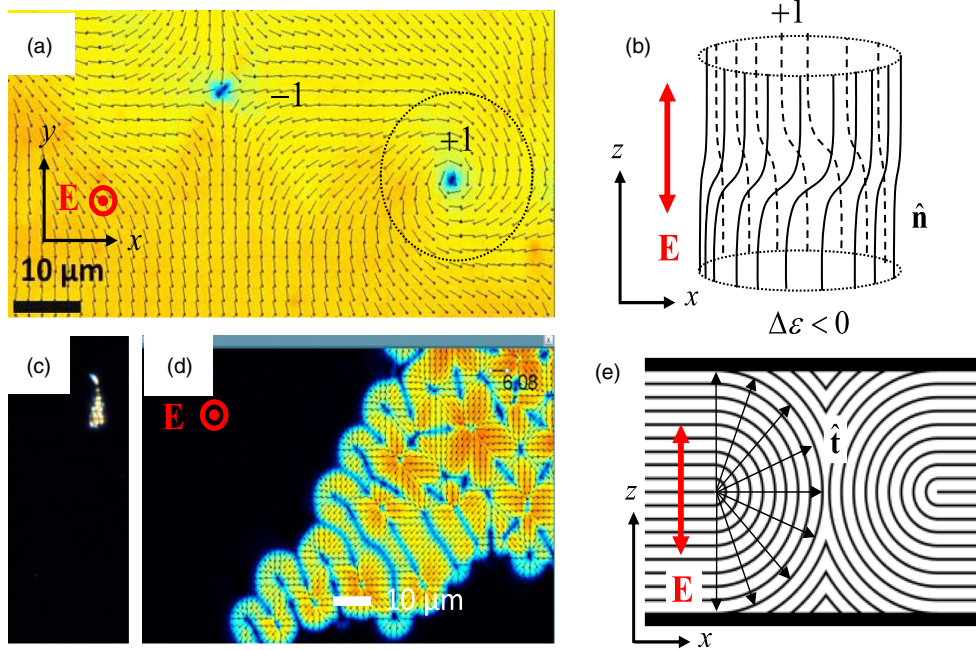 (a)
−1
+1
y
E
x
10 μm
(b)
+1
z
E
n̂
x
Δε < 0
(c)
(d)
E
6.08
10 μm
(e)
t̂
z
E
x